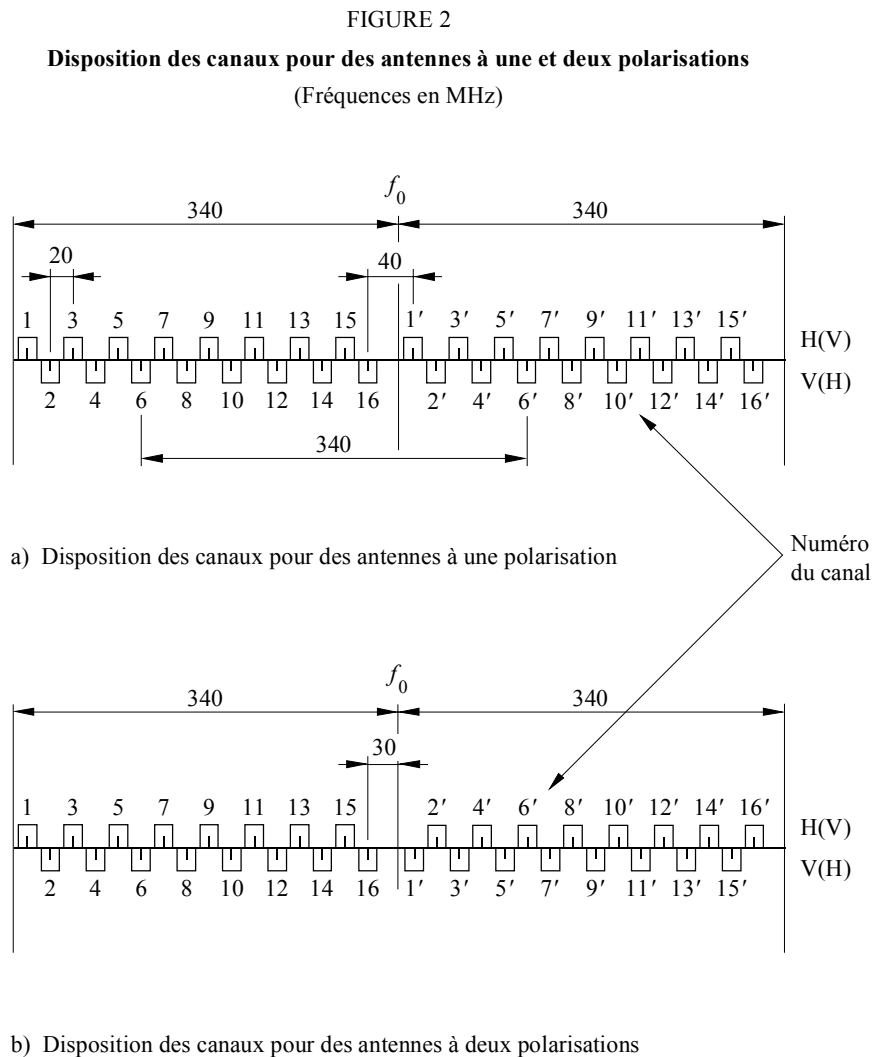 FIGURE 2
Disposition des canaux pour des antennes à une et deux polarisations
(Fréquences en MHz)
f0
340 340
20 40
1 3 5 7 9 11 13 15 1′ 3′ 5′ 7′ 9′ 11′ 13′ 15′
H(V)
V(H)
2 4 6 8 10 12 14 16 2′ 4′ 6′ 8′ 10′ 12′ 14′ 16′
340
a) Disposition des canaux pour des antennes à une polarisation
Numéro
du canal
f0
340 340
30
1 3 5 7 9 11 13 15 2′ 4′ 6′ 8′ 10′ 12′ 14′ 16′
H(V)
V(H)
2 4 6 8 10 12 14 16 1′ 3′ 5′ 7′ 9′ 11′ 13′ 15′
b) Disposition des canaux pour des antennes à deux polarisations